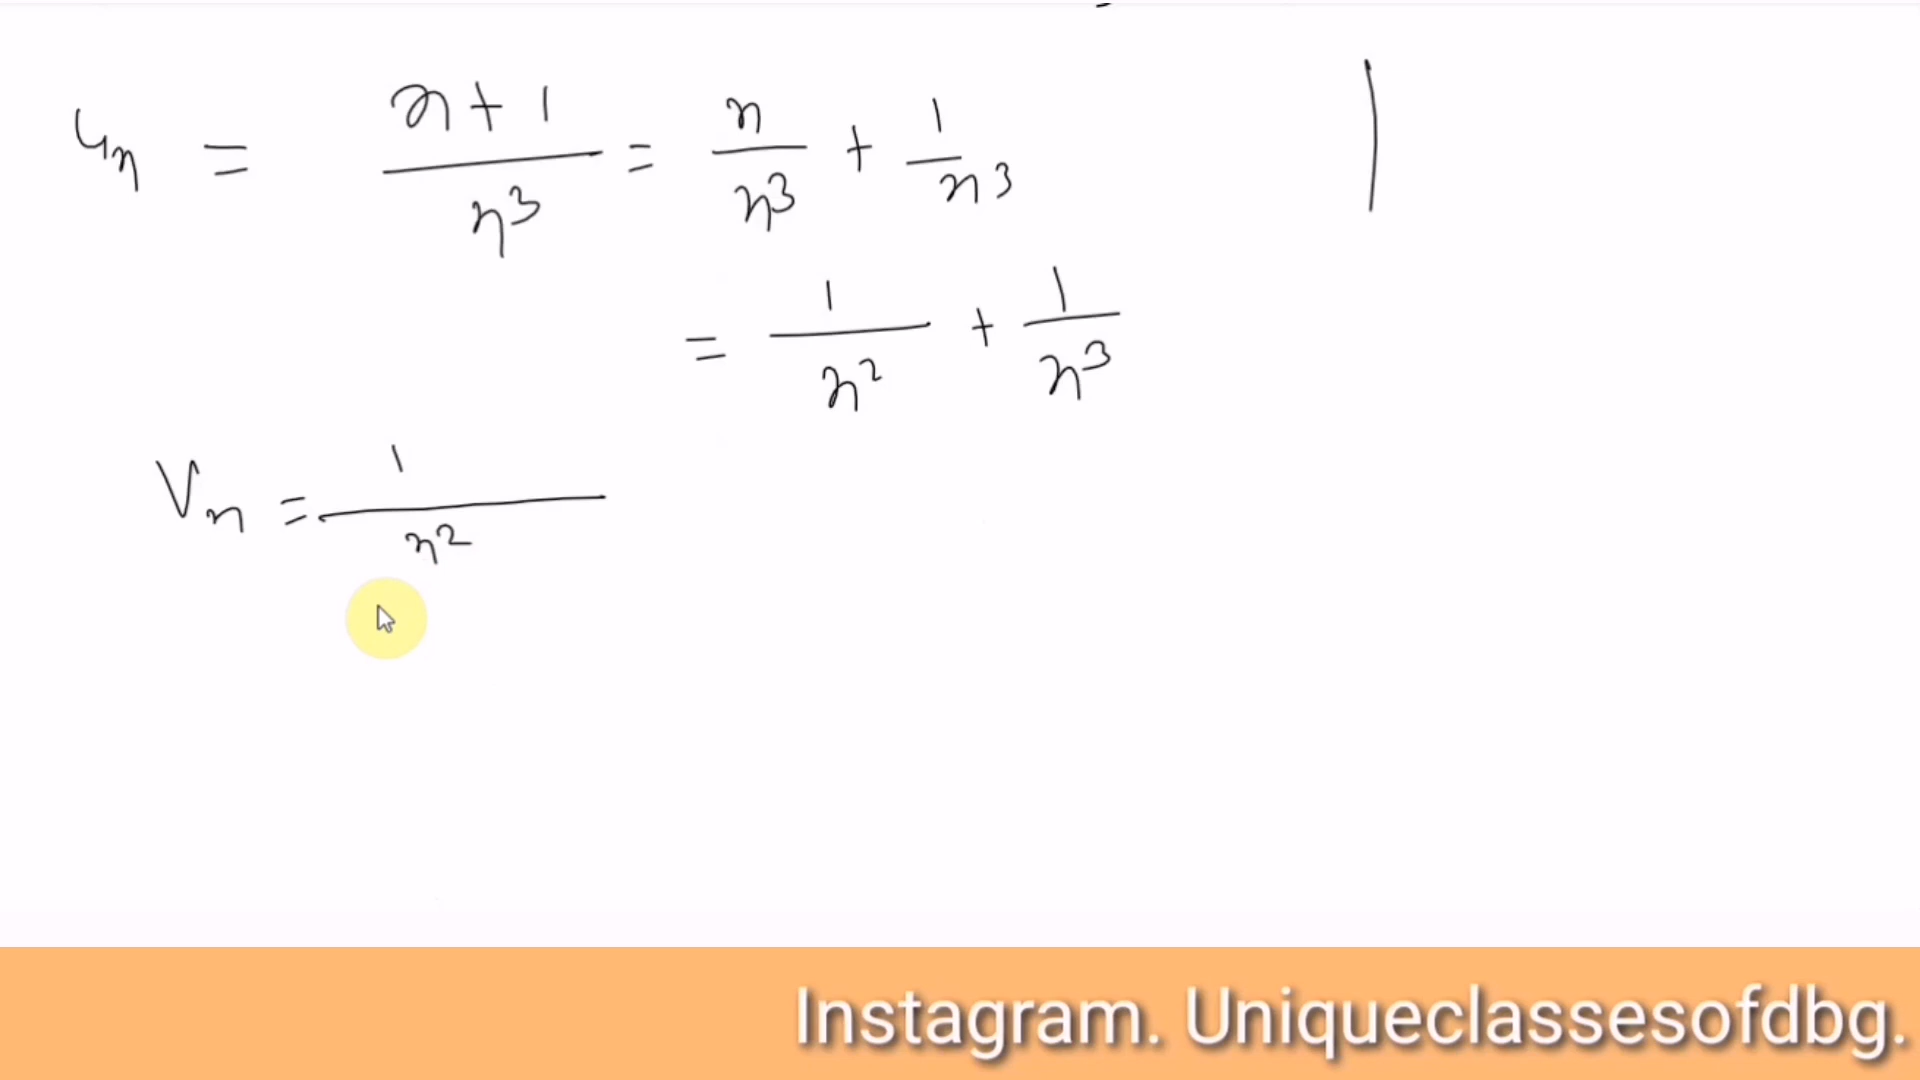 uₙ = (n + 1)/n³ = n/n³ + 1/n³
= 1/n² + 1/n³
Vₙ = 1/n²
Instagram. Uniqueclassesofdbg.